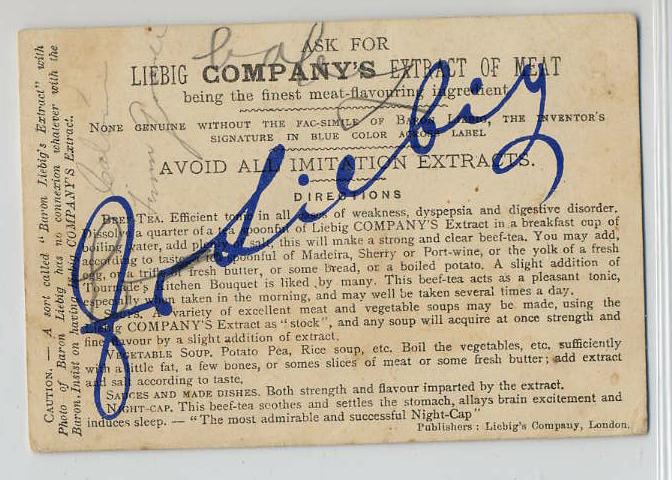 ASK FOR
LIEBIG COMPANY'S EXTRACT OF MEAT
being the finest meat-flavouring ingredient
NONE GENUINE WITHOUT THE FAC-SIMILE OF BARON LIEBIG, THE INVENTOR'S
SIGNATURE IN BLUE COLOR ACROSS LABEL
AVOID ALL IMITATION EXTRACTS.
DIRECTIONS
BEEF TEA. Efficient tonic in all cases of weakness, dyspepsia and digestive disorder.
Dissolve a quarter of a tea spoonful of Liebig COMPANY'S Extract in a breakfast cup of
boiling water, add salt, this will make a strong and clear beef-tea. You may add,
according to taste, spoonful of Madeira, Sherry or Port-wine, or the yolk of a fresh
egg, or a trifle fresh butter, or some bread, or a boiled potato. A slight addition of
Tournade's Kitchen Bouquet is liked by many. This beef-tea acts as a pleasant tonic,
especially when taken in the morning, and may well be taken several times a day.
variety of excellent meat and vegetable soups may be made, using the
Liebig COMPANY'S Extract as "stock", and any soup will acquire at once strength and
fine flavour by a slight addition of extract.
VEGETABLE SOUP. Potato Pea, Rice soup, etc. Boil the vegetables, etc. sufficiently
with a little fat, a few bones, or somes slices of meat or some fresh butter; add extract
and salt according to taste.
SAUCES AND MADE DISHES. Both strength and flavour imparted by the extract.
NIGHT-CAP. This beef-tea soothes and settles the stomach, allays brain excitement and
induces sleep. — "The most admirable and successful Night-Cap"
Publishers : Liebig's Company, London.
CAUTION. — A sort called "Baron Liebig's Extract" with
Photo of Baron Liebig has no connexion whatever with the
Baron. Insist on having Liebig COMPANY'S Extract.
J v Liebig